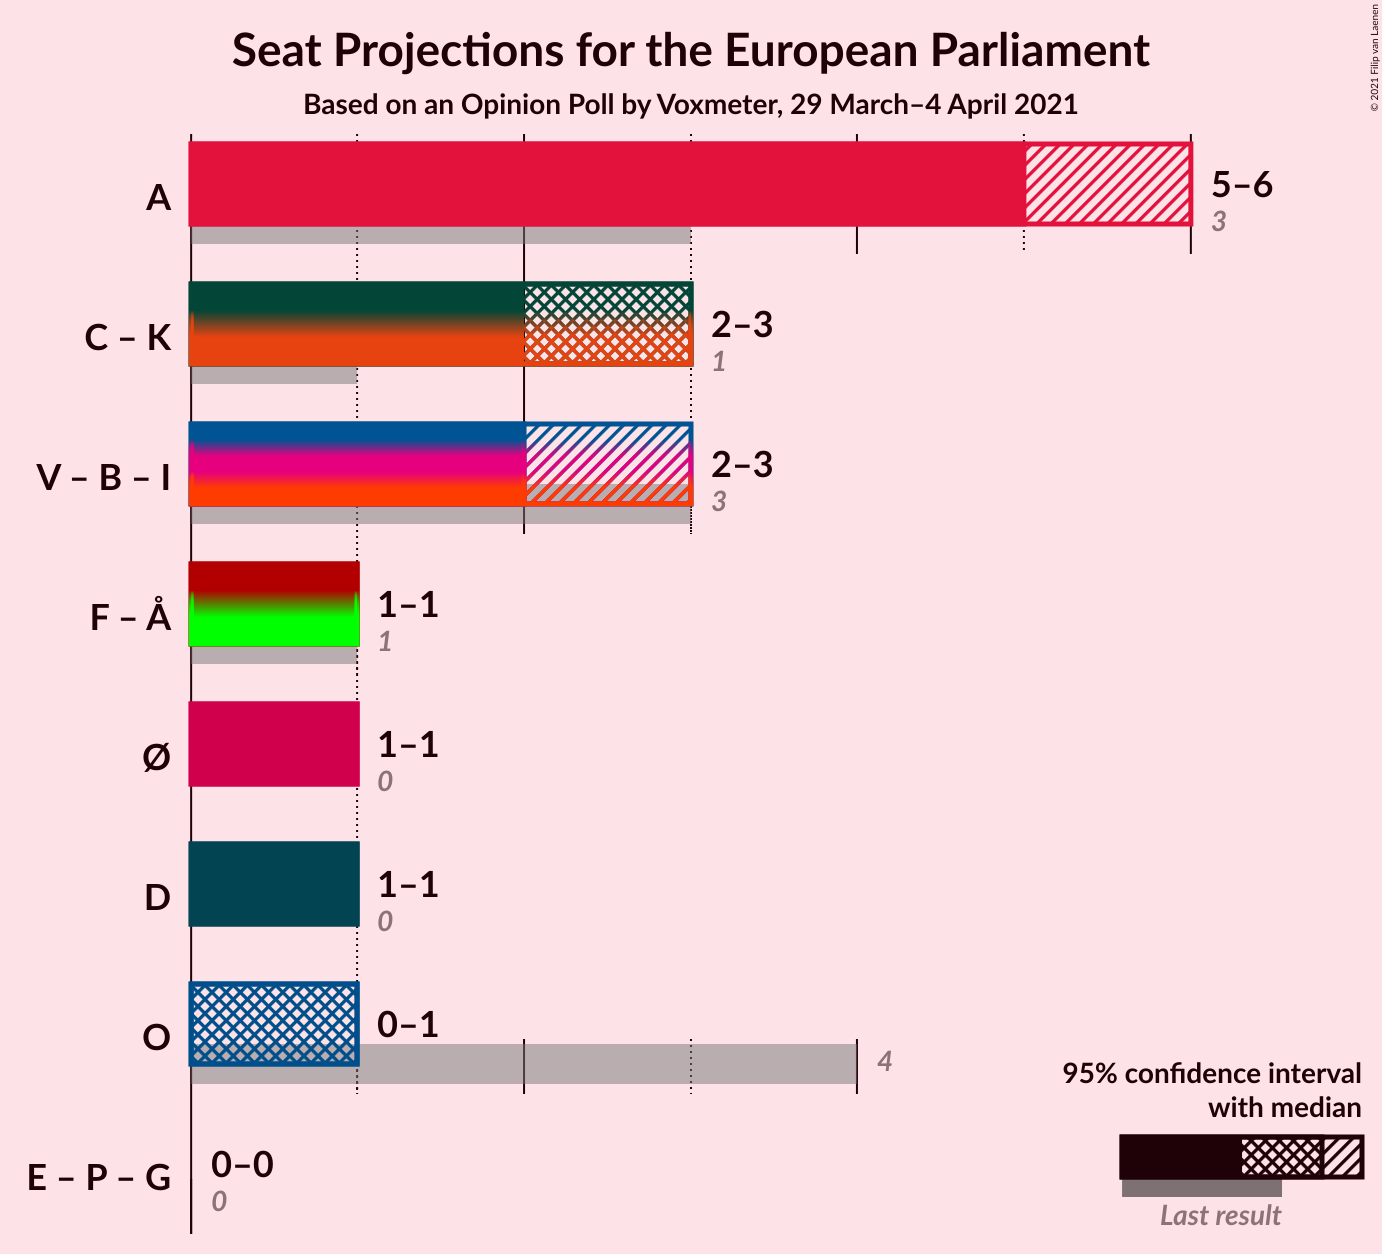 Seat Projections for the European Parliament
Based on an Opinion Poll by Voxmeter, 29 March–4 April 2021
© 2021 Filip van Laenen
A
5–6
3
C – K
2–3
1
V – B – I
2–3
3
F – Å
1–1
1
Ø
1–1
0
D
1–1
0
O
0–1
4
E – P – G
0–0
0
95% confidence interval
with median
Last result